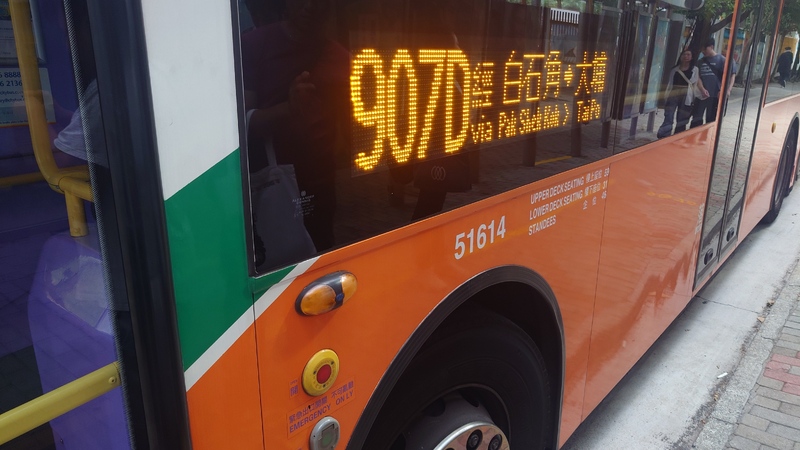 907D
經 白石角 大埔
via Pak Shek Kok > Tai Po
51614
UPPER DECK SEATING
LOWER DECK SEATING
STANDEES
EMERGENCY ONLY